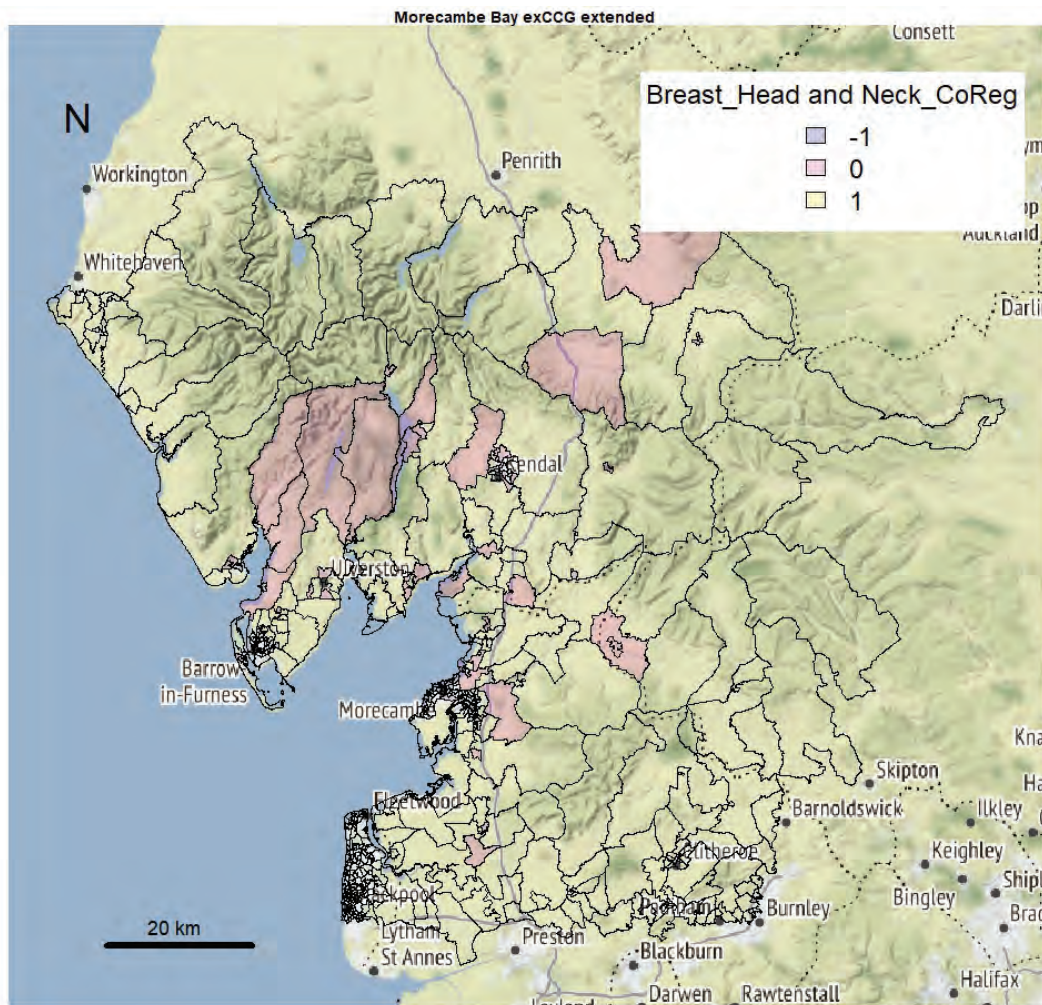 Morecambe Bay exCCG extended
Consett
Breast_Head and Neck_CoReg
-1
0
1
N
Penrith
Workington
Auckland
Whitehaven
Kendal
Ulverston
Barrow
in-Furness
Morecambe
Skipton
Fleetwood
Barnoldswick
Ilkley
Clitheroe
Keighley
Bingley
Padiham
Burnley
20 km
Lytham
St Annes
Preston
Blackburn
Halifax
Darwen
Rawtenstall